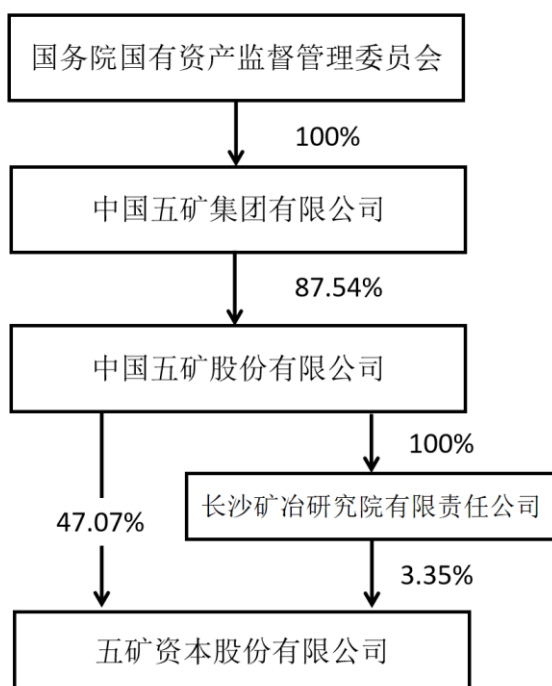 国务院国有资产监督管理委员会
100%
中国五矿集团有限公司
87.54%
中国五矿股份有限公司
100%
长沙矿冶研究院有限责任公司
47.07%
3.35%
五矿资本股份有限公司